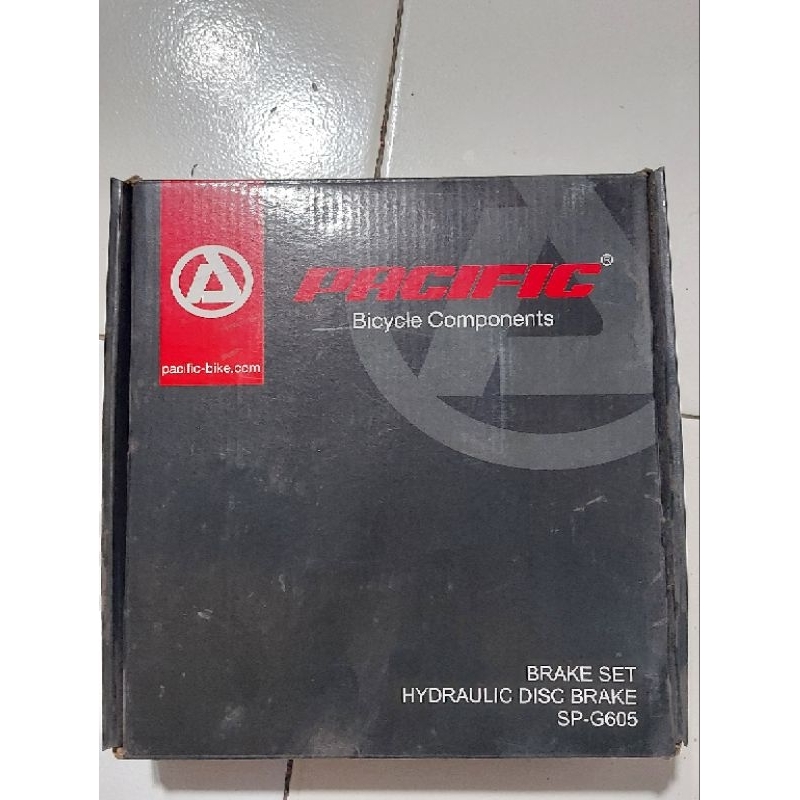 PACIFIC®
Bicycle Components
pacific-bike.com
BRAKE SET
HYDRAULIC DISC BRAKE
SP-G605